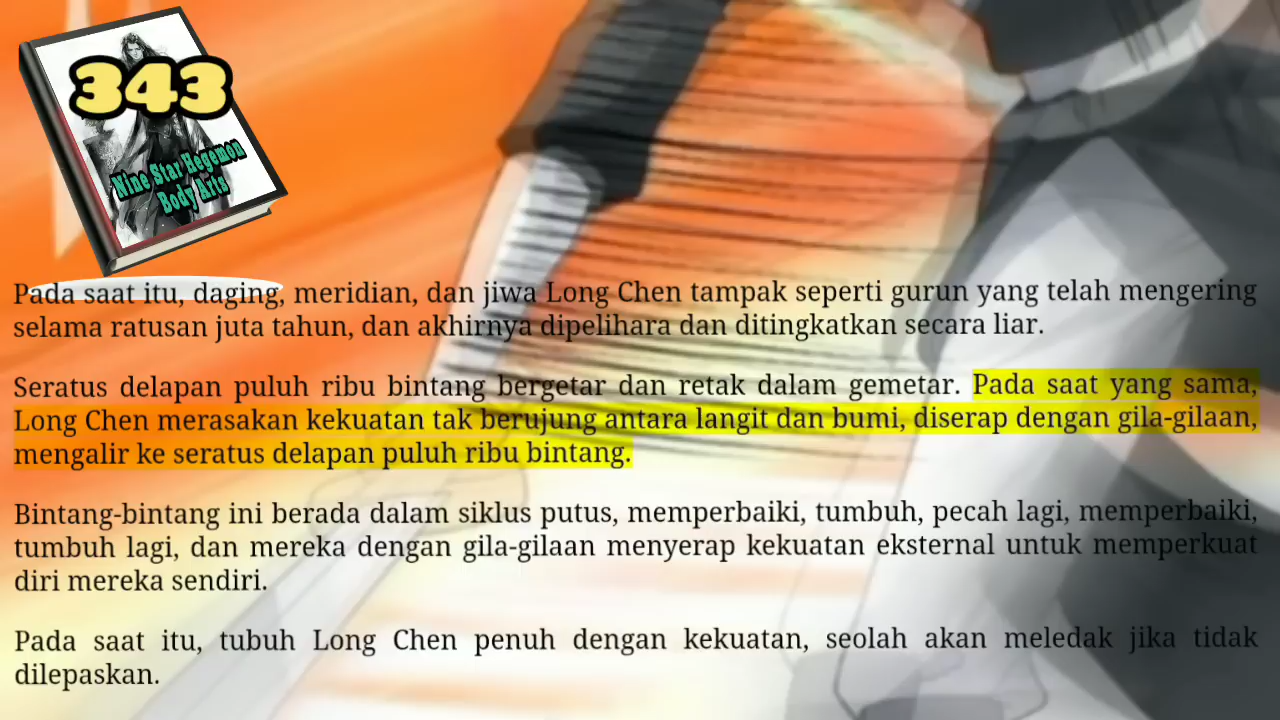 343
Nine Star Hegemon
Body Arts
Pada saat itu, daging, meridian, dan jiwa Long Chen tampak seperti gurun yang telah mengering
selama ratusan juta tahun, dan akhirnya dipelihara dan ditingkatkan secara liar.
Seratus delapan puluh ribu bintang bergetar dan retak dalam gemetar. Pada saat yang sama,
Long Chen merasakan kekuatan tak berujung antara langit dan bumi, diserap dengan gila-gilaan,
mengalir ke seratus delapan puluh ribu bintang.
Bintang-bintang ini berada dalam siklus putus, memperbaiki, tumbuh, pecah lagi, memperbaiki,
tumbuh lagi, dan mereka dengan gila-gilaan menyerap kekuatan eksternal untuk memperkuat
diri mereka sendiri.
Pada saat itu, tubuh Long Chen penuh dengan kekuatan, seolah akan meledak jika tidak
dilepaskan.